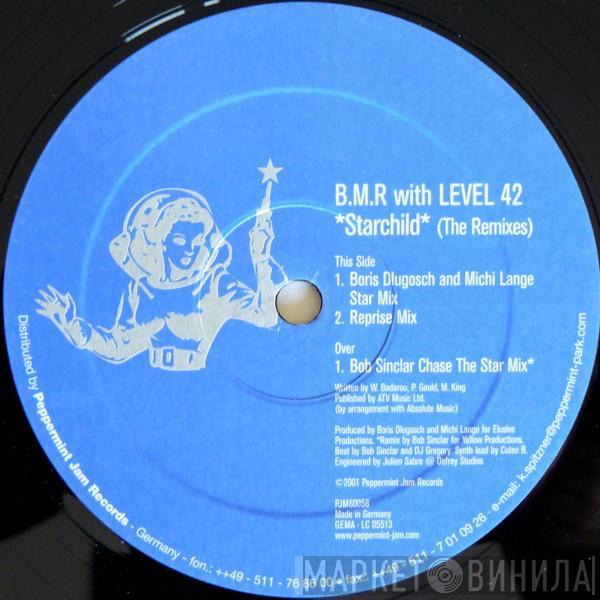 B.M.R with LEVEL 42
*Starchild* (The Remixes)
This Side
1. Boris Dlugosch and Michi Lange
Star Mix
2. Reprise Mix
Over
1. Bob Sinclar Chase The Star Mix*
Written by W. Badarou, P. Gould, M. King
Published by ATV Music Ltd.
(by arrangement with Absolute Music)
Produced by Boris Dlugosch and Michi Lange for Elusive
Productions. *Remix by Bob Sinclar for Yellow Productions.
Beat by Bob Sinclar and DJ Gregory. Synth lead by Cutee B.
Engineered by Julien Sabre @ Defrey Studios
©2001 Peppermint Jam Records
PJMS0058
Made in Germany
GEMA · LC 05513
www.peppermint-jam.com
Distributed by Peppermint Jam Records - Germany - fon.: ++49 - 511 - 76 86 00 * fax.: ++49 - 511 - 7 01 09 26 · e-mail: k.spitzner@peppermint-park.com
МАРКЕТ ВИНИЛА